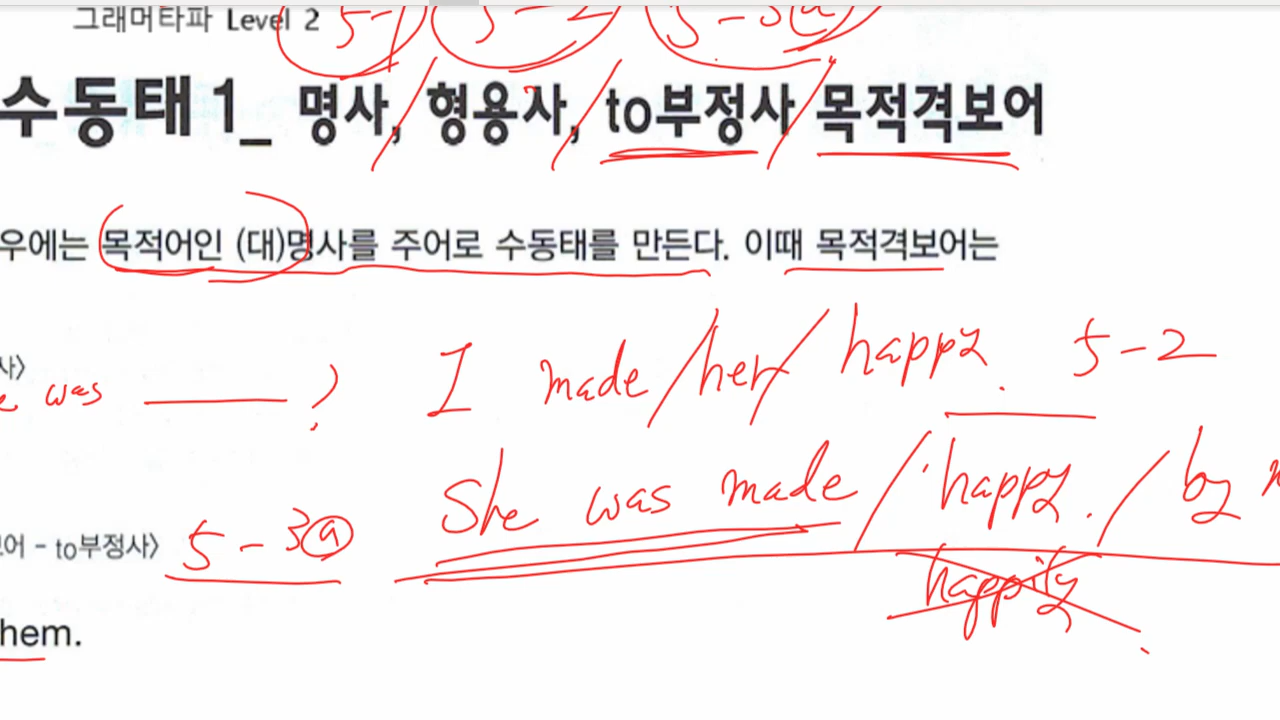 그래머타파 Level 2 5-1 5-2 5-3ⓐ
수동태1_ 명사, 형용사, to부정사 목적격보어
우에는 목적어인 (대)명사를 주어로 수동태를 만든다. 이때 목적격보어는
사>
was ____ ? I made / her / happy. 5-2
She was made / happy. / by
보어 - to부정사> 5-3ⓐ
happily
hem.